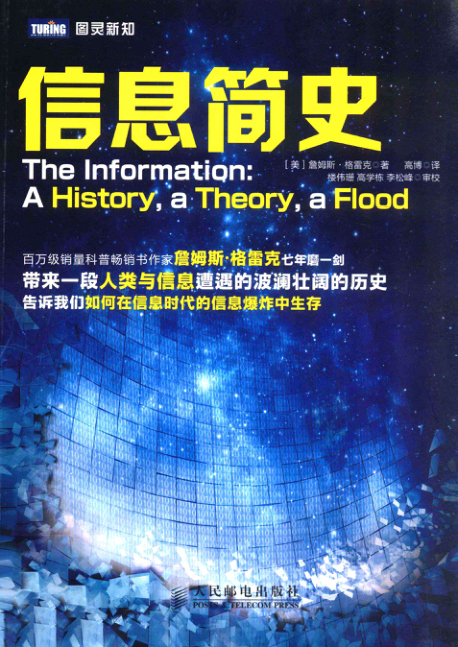 TURING 图灵新知
信息简史
[美] 詹姆斯·格雷克◇著 高博◇译
The Information:
楼伟珊 高学栋 李松峰◇审校
A History, a Theory, a Flood
百万级销量科普畅销书作家詹姆斯·格雷克七年磨一剑
带来一段人类与信息遭遇的波澜壮阔的历史
告诉我们如何在信息时代的信息爆炸中生存
人民邮电出版社
POSTS & TELECOM PRESS